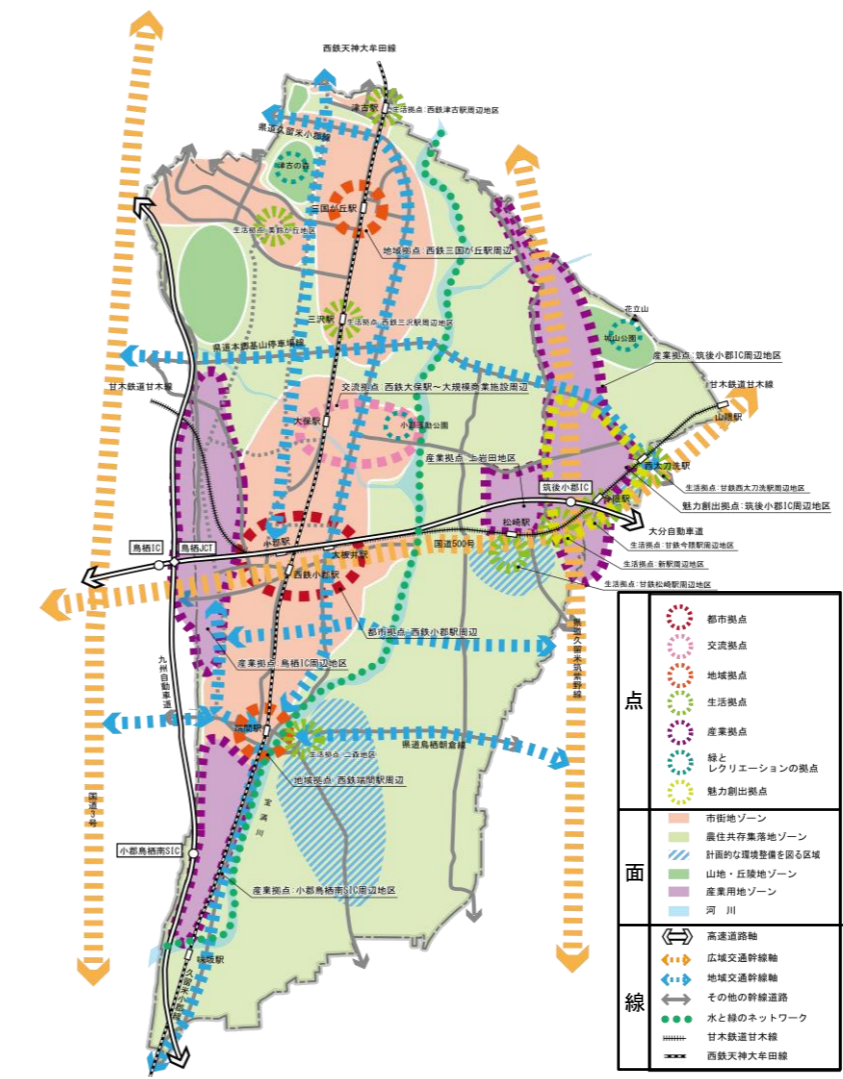 西鉄天神大牟田線
津古駅
生活拠点:西鉄津古駅周辺地区
県道久留米小郡線
津古の森
三国が丘駅
生活拠点:美鈴が丘地区
地域拠点:西鉄三国が丘駅周辺
三沢駅
生活拠点:西鉄三沢駅周辺地区
花立山
城山公園
県道本郷基山停車場線
産業拠点:筑後小郡IC周辺地区
甘木鉄道甘木線
交流拠点:西鉄大保駅~大規模商業施設周辺
甘木鉄道甘木線
山隈駅
大保駅
小郡運動公園
産業拠点:上岩田地区
西太刀洗駅
筑後小郡IC
今隈駅
生活拠点:甘鉄西太刀洗駅周辺地区
魅力創出拠点:筑後小郡IC周辺地区
松崎駅
大分自動車道
鳥栖IC
鳥栖JCT
小郡駅
大板井駅
国道500号
生活拠点:甘鉄今隈駅周辺地区
生活拠点:新駅周辺地区
西鉄小郡駅
生活拠点:甘鉄松崎駅周辺地区
都市拠点:西鉄小郡駅周辺
産業拠点:鳥栖IC周辺地区
県道久留米筑紫野線
九州自動車道
端間駅
生活拠点:二森地区
県道鳥栖朝倉線
地域拠点:西鉄端間駅周辺
国道3号
宝満川
小郡鳥栖南SIC
産業拠点:小郡鳥栖南SIC周辺地区
味坂駅
久留米小郡線
点
都市拠点
交流拠点
地域拠点
生活拠点
産業拠点
緑と
レクリエーションの拠点
魅力創出拠点
面
市街地ゾーン
農住共存集落地ゾーン
計画的な環境整備を図る区域
山地・丘陵地ゾーン
産業用地ゾーン
河 川
線
高速道路軸
広域交通幹線軸
地域交通幹線軸
その他の幹線道路
水と緑のネットワーク
甘木鉄道甘木線
西鉄天神大牟田線